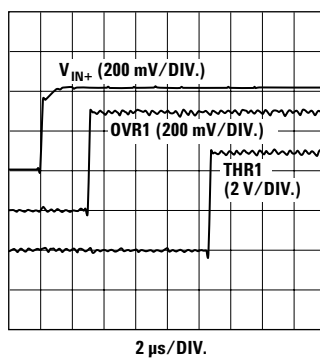 V_IN+ (200 mV/DIV.)
OVR1 (200 mV/DIV.)
THR1
(2 V/DIV.)
2 µs/DIV.